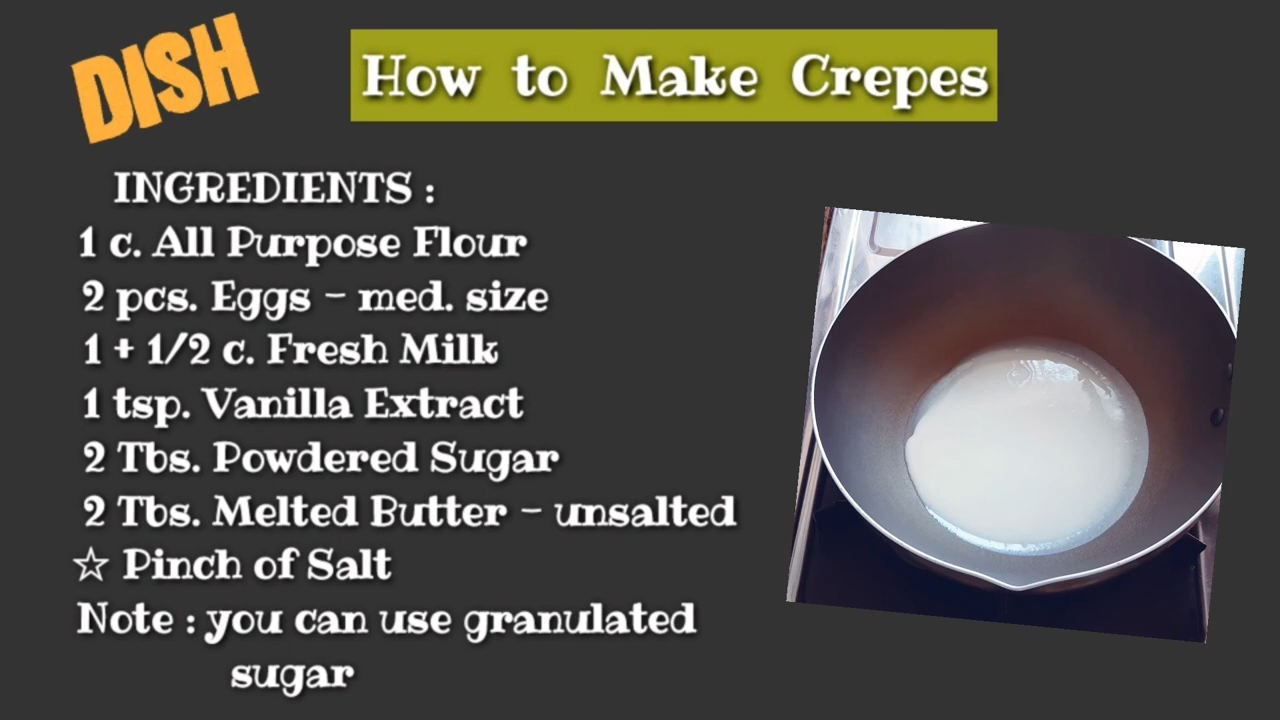 DISH
How to Make Crepes
INGREDIENTS :
1 c. All Purpose Flour
2 pcs. Eggs - med. size
1 + 1/2 c. Fresh Milk
1 tsp. Vanilla Extract
2 Tbs. Powdered Sugar
2 Tbs. Melted Butter - unsalted
☆ Pinch of Salt
Note : you can use granulated
sugar